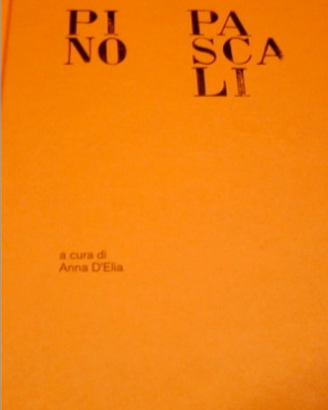 PI PA
NO SCA
LI
a cura di
Anna D'Elia